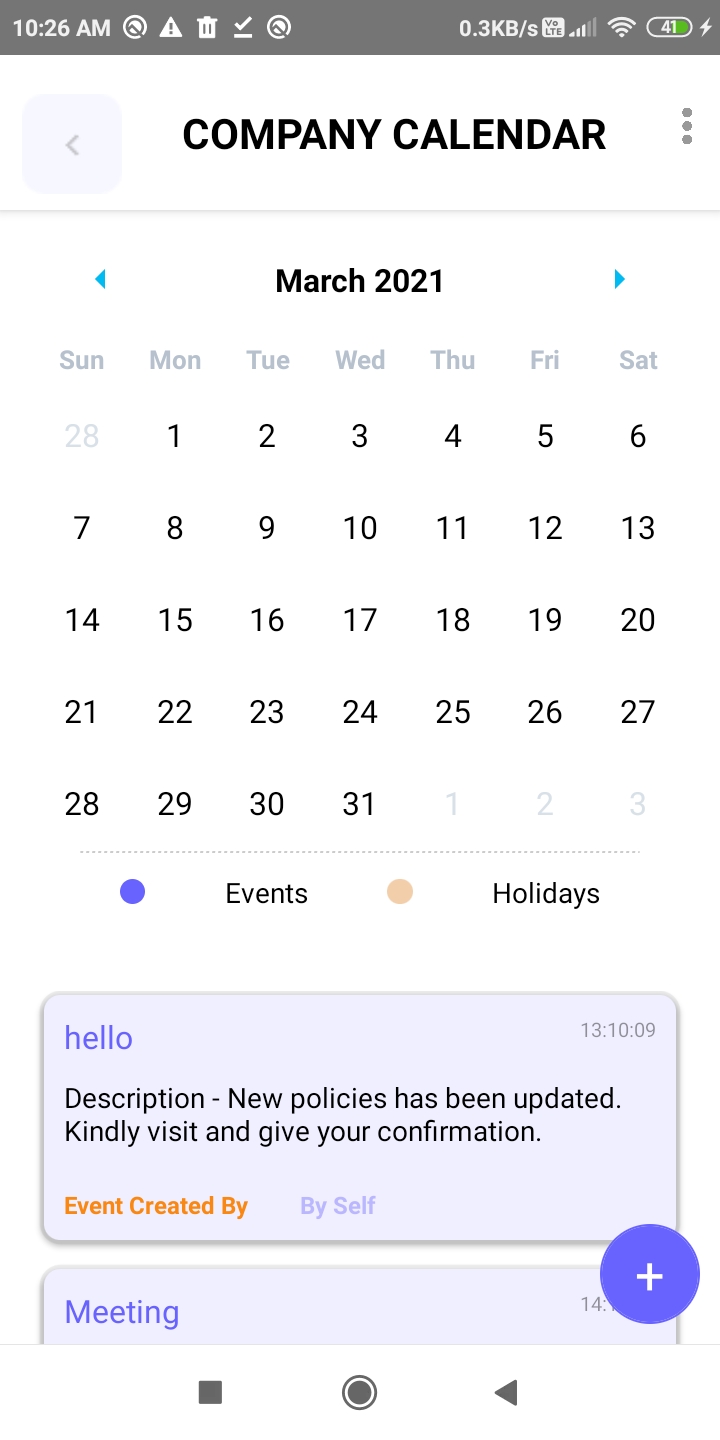 10:26 AM 0.3KB/s Vo LTE 41
COMPANY CALENDAR
March 2021
Sun Mon Tue Wed Thu Fri Sat
28 1 2 3 4 5 6
7 8 9 10 11 12 13
14 15 16 17 18 19 20
21 22 23 24 25 26 27
28 29 30 31 1 2 3
Events Holidays
hello 13:10:09
Description - New policies has been updated.
Kindly visit and give your confirmation.
Event Created By By Self
+
Meeting 14: